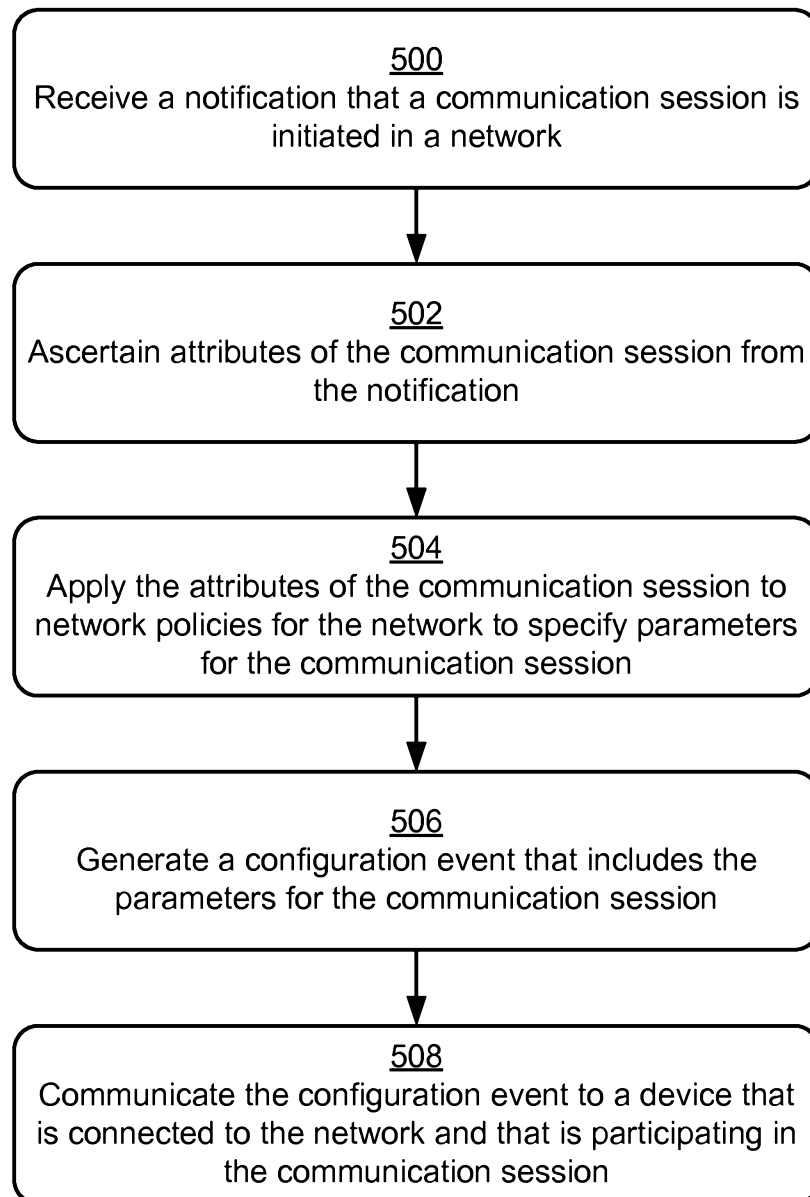 500
Receive a notification that a communication session is
initiated in a network
502
Ascertain attributes of the communication session from
the notification
504
Apply the attributes of the communication session to
network policies for the network to specify parameters
for the communication session
506
Generate a configuration event that includes the
parameters for the communication session
508
Communicate the configuration event to a device that
is connected to the network and that is participating in
the communication session